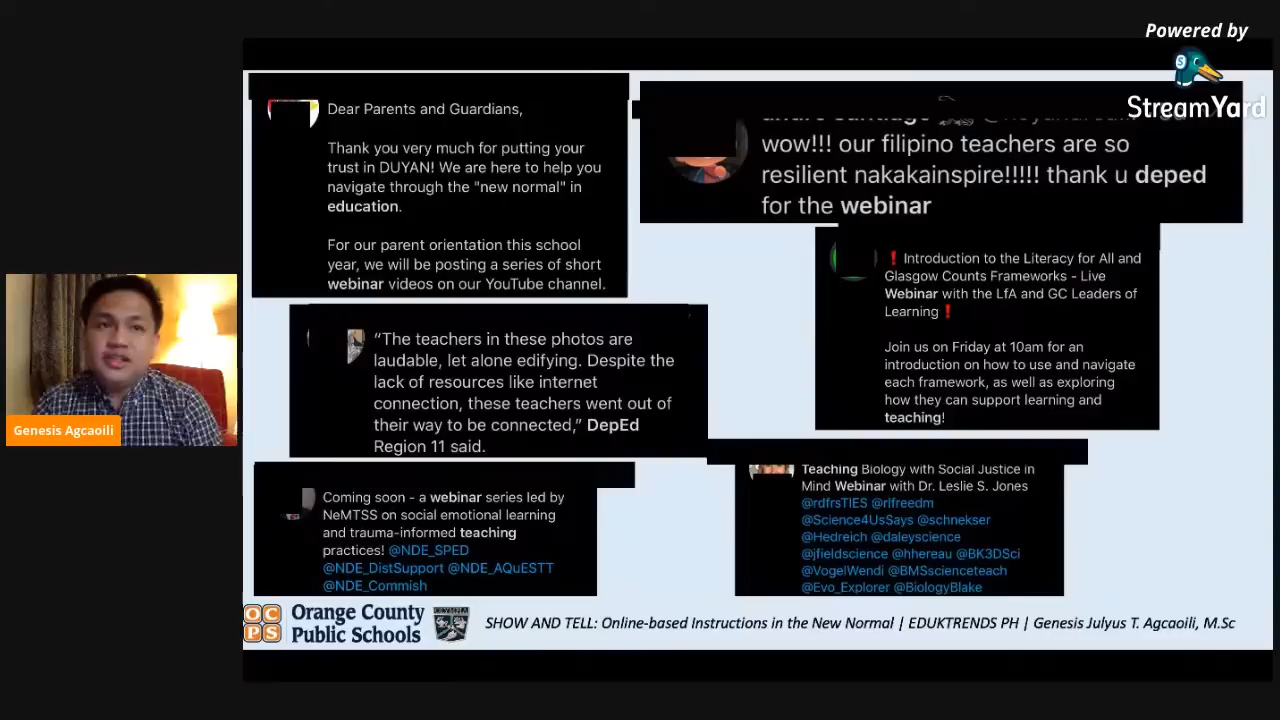 Powered by
StreamYard
Dear Parents and Guardians,
Thank you very much for putting your
trust in DUYAN! We are here to help you
navigate through the "new normal" in
education.
For our parent orientation this school
year, we will be posting a series of short
webinar videos on our YouTube channel.
wow!!! our filipino teachers are so
resilient nakakainspire!!!!! thank u deped
for the webinar
❗ Introduction to the Literacy for All and
Glasgow Counts Frameworks - Live
Webinar with the LfA and GC Leaders of
Learning❗
Join us on Friday at 10am for an
introduction on how to use and navigate
each framework, as well as exploring
how they can support learning and
teaching!
“The teachers in these photos are
laudable, let alone edifying. Despite the
lack of resources like internet
connection, these teachers went out of
their way to be connected,” DepEd
Region 11 said.
Coming soon - a webinar series led by
NeMTSS on social emotional learning
and trauma-informed teaching
practices! @NDE_SPED
@NDE_DistSupport @NDE_AQuESTT
@NDE_Commish
Teaching Biology with Social Justice in
Mind Webinar with Dr. Leslie S. Jones
@rdfrsTIES @rlfreedm
@Science4UsSays @schnekser
@Hedreich @daleyscience
@jfieldscience @hhereau @BK3DSci
@VogelWendi @BMSscienceteach
@Evo_Explorer @BiologyBlake
Genesis Agcaoili
OC
PS
Orange County
Public Schools
OLYMPIA
SHOW AND TELL: Online-based Instructions in the New Normal | EDUKTRENDS PH | Genesis Julyus T. Agcaoili, M.Sc